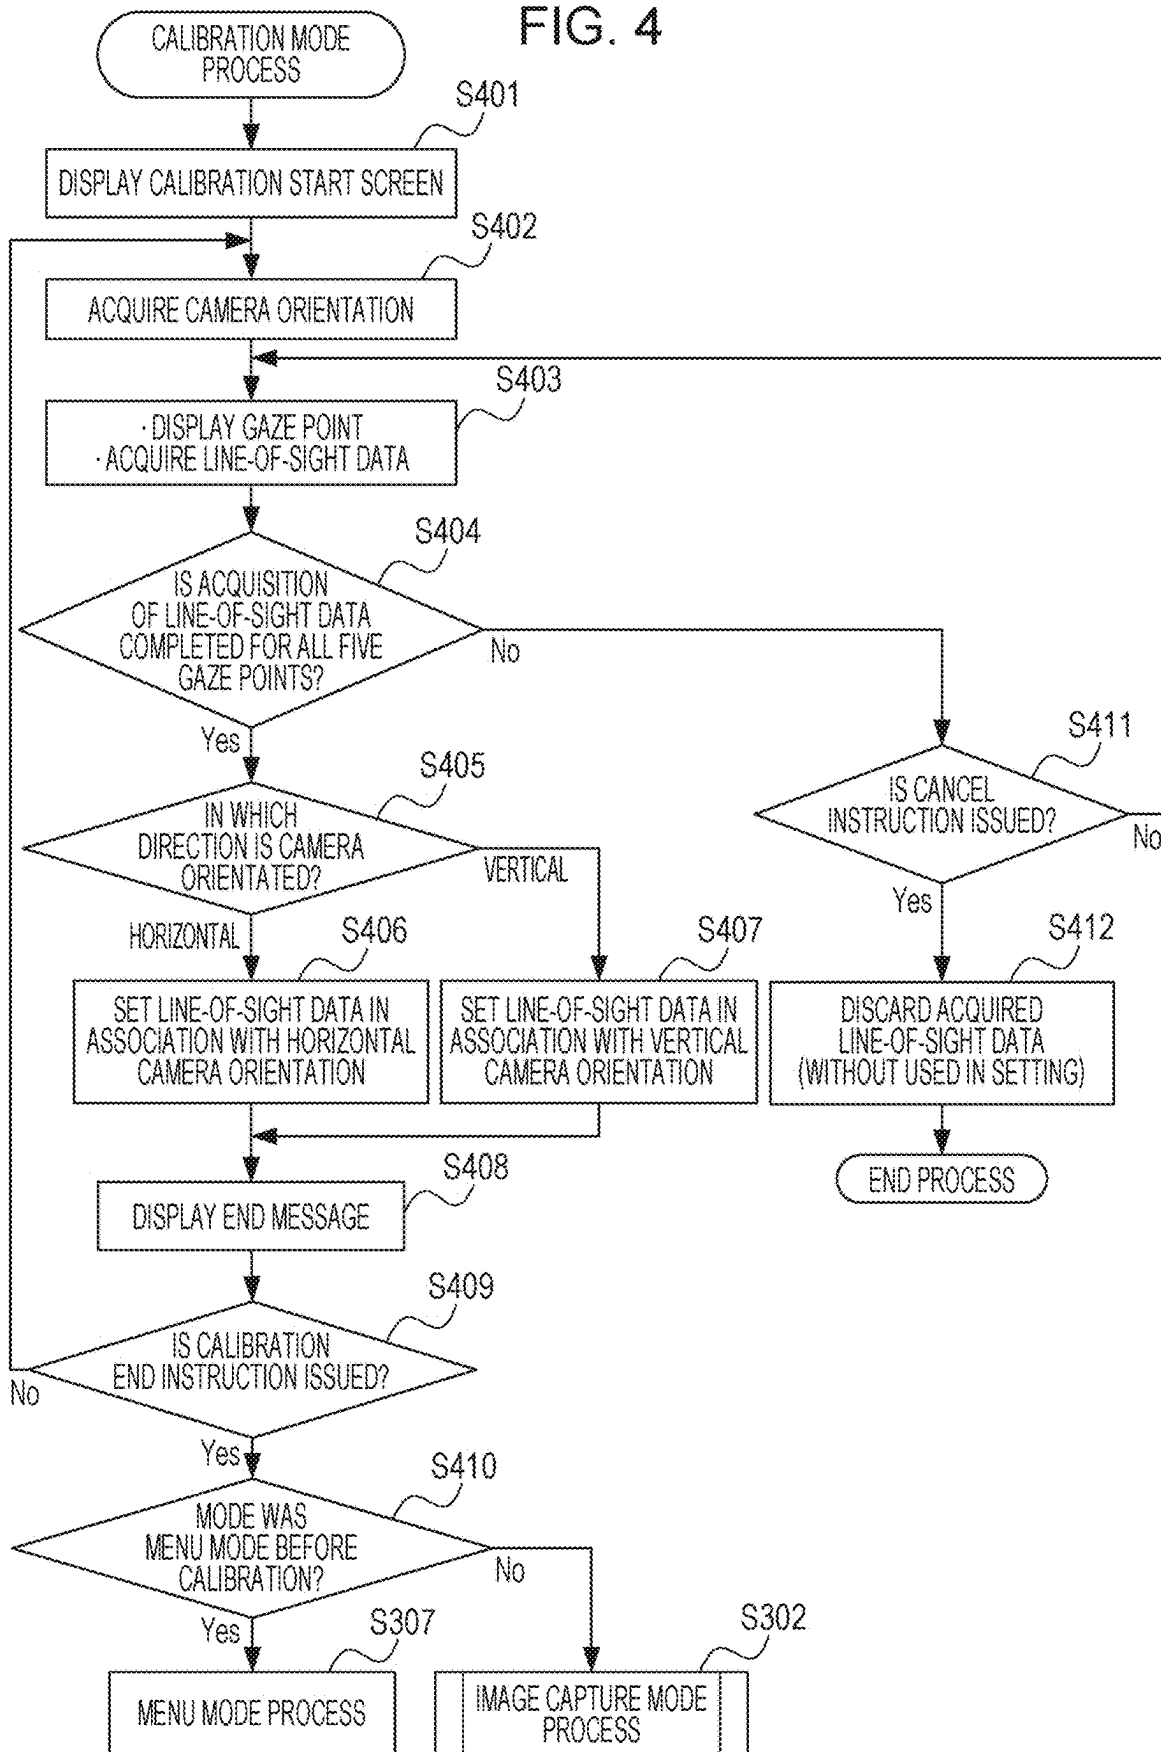 FIG. 4
CALIBRATION MODE
PROCESS
S401
DISPLAY CALIBRATION START SCREEN
S402
ACQUIRE CAMERA ORIENTATION
S403
· DISPLAY GAZE POINT
· ACQUIRE LINE-OF-SIGHT DATA
S404
IS ACQUISITION
OF LINE-OF-SIGHT DATA
COMPLETED FOR ALL FIVE
GAZE POINTS?
No
Yes
S411
IS CANCEL
INSTRUCTION ISSUED?
No
Yes
S405
IN WHICH
DIRECTION IS CAMERA
ORIENTATED?
VERTICAL
HORIZONTAL
S406
SET LINE-OF-SIGHT DATA IN
ASSOCIATION WITH HORIZONTAL
CAMERA ORIENTATION
S407
SET LINE-OF-SIGHT DATA IN
ASSOCIATION WITH VERTICAL
CAMERA ORIENTATION
S412
DISCARD ACQUIRED
LINE-OF-SIGHT DATA
(WITHOUT USED IN SETTING)
END PROCESS
S408
DISPLAY END MESSAGE
S409
IS CALIBRATION
END INSTRUCTION ISSUED?
No
Yes
S410
MODE WAS
MENU MODE BEFORE
CALIBRATION?
No
Yes
S307
MENU MODE PROCESS
S302
IMAGE CAPTURE MODE
PROCESS